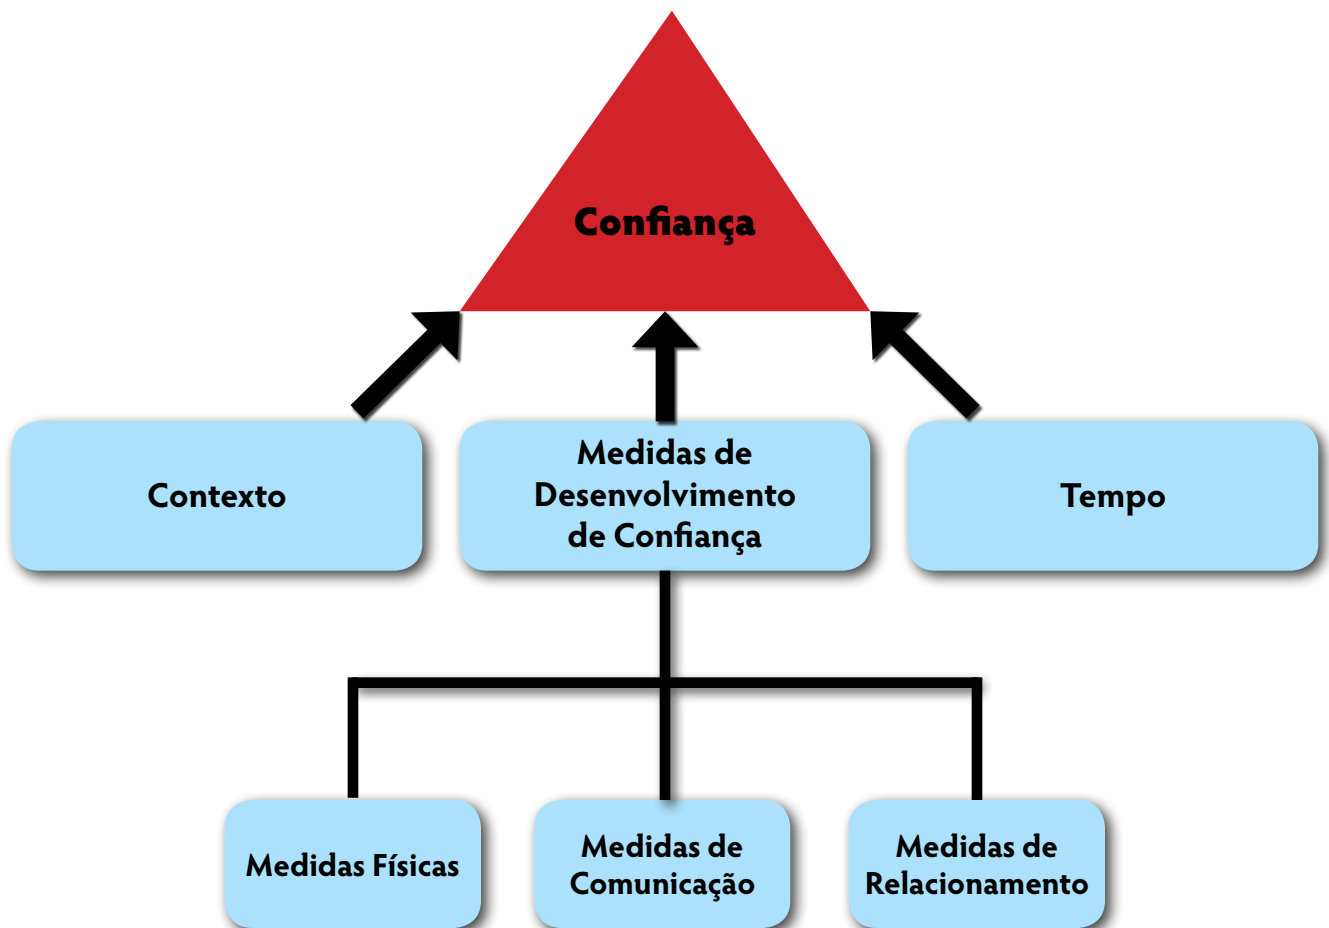 Confiança
Contexto
Medidas de
Desenvolvimento
de Confiança
Tempo
Medidas Físicas
Medidas de
Comunicação
Medidas de
Relacionamento